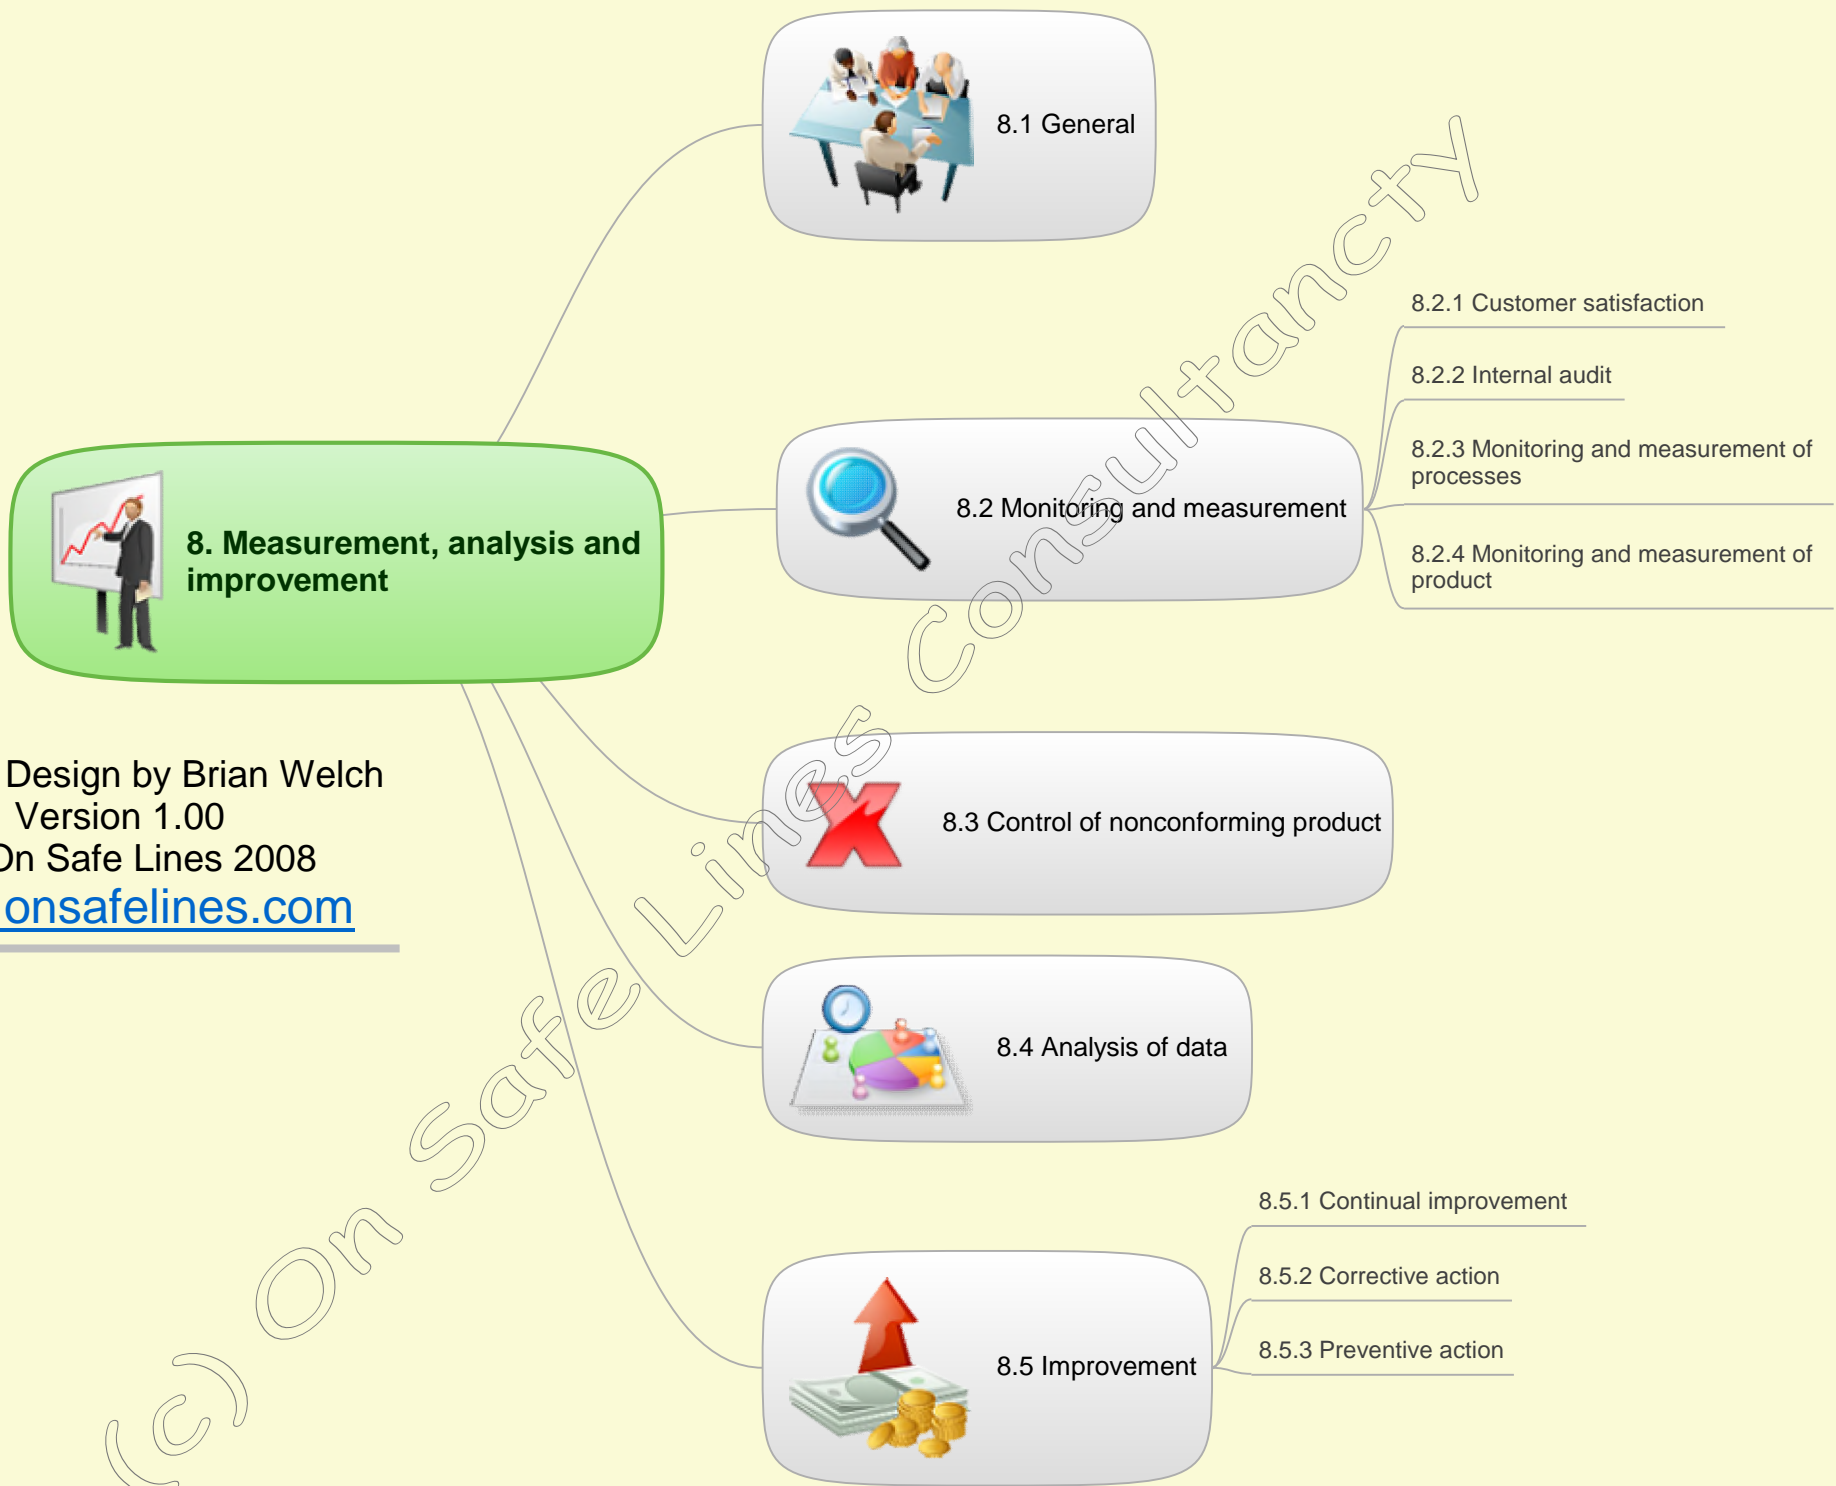 8.1 General
8.2.1 Customer satisfaction
8.2.2 Internal audit
8.2.3 Monitoring and measurement of
processes
8.2 Monitoring and measurement
8.2.4 Monitoring and measurement of
product
8. Measurement, analysis and
improvement
Design by Brian Welch
Version 1.00
On Safe Lines 2008
onsafelines.com
8.3 Control of nonconforming product
8.4 Analysis of data
8.5.1 Continual improvement
8.5.2 Corrective action
8.5.3 Preventive action
8.5 Improvement
(c) On Safe Lines Consultancty